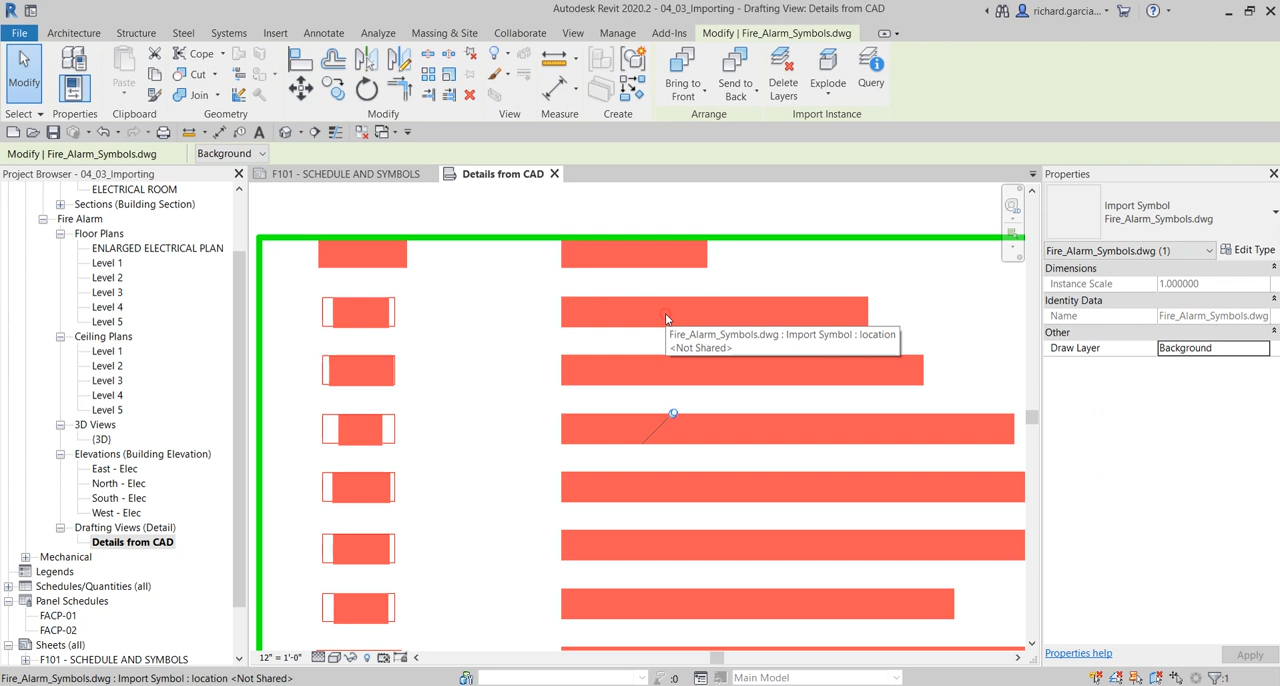 Autodesk Revit 2020.2 - 04_03_Importing - Drafting View: Details from CAD
richard.garcia...
File
Architecture
Structure
Steel
Systems
Insert
Annotate
Analyze
Massing & Site
Collaborate
View
Manage
Add-Ins
Modify | Fire_Alarm_Symbols.dwg
Modify
Paste
Cope
Cut
Join
Bring to Front
Send to Back
Delete Layers
Explode
Query
Select
Properties
Clipboard
Geometry
Modify
View
Measure
Create
Arrange
Import Instance
Modify | Fire_Alarm_Symbols.dwg
Background
Project Browser - 04_03_Importing
F101 - SCHEDULE AND SYMBOLS
Details from CAD
Properties
ELECTRICAL ROOM
Sections (Building Section)
Fire Alarm
Floor Plans
ENLARGED ELECTRICAL PLAN
Level 1
Level 2
Level 3
Level 4
Level 5
Ceiling Plans
Level 1
Level 2
Level 3
Level 4
Level 5
3D Views
(3D)
Elevations (Building Elevation)
East - Elec
North - Elec
South - Elec
West - Elec
Drafting Views (Detail)
Details from CAD
Mechanical
Legends
Schedules/Quantities (all)
Panel Schedules
FACP-01
FACP-02
Sheets (all)
F101 - SCHEDULE AND SYMBOLS
Fire_Alarm_Symbols.dwg : Import Symbol : location
<Not Shared>
12" = 1'-0"
Import Symbol
Fire_Alarm_Symbols.dwg
Fire_Alarm_Symbols.dwg (1)
Edit Type
Dimensions
Instance Scale 1.000000
Identity Data
Name Fire_Alarm_Symbols.dwg
Other
Draw Layer Background
Properties help
Apply
Fire_Alarm_Symbols.dwg : Import Symbol : location <Not Shared>
:0
Main Model
:1